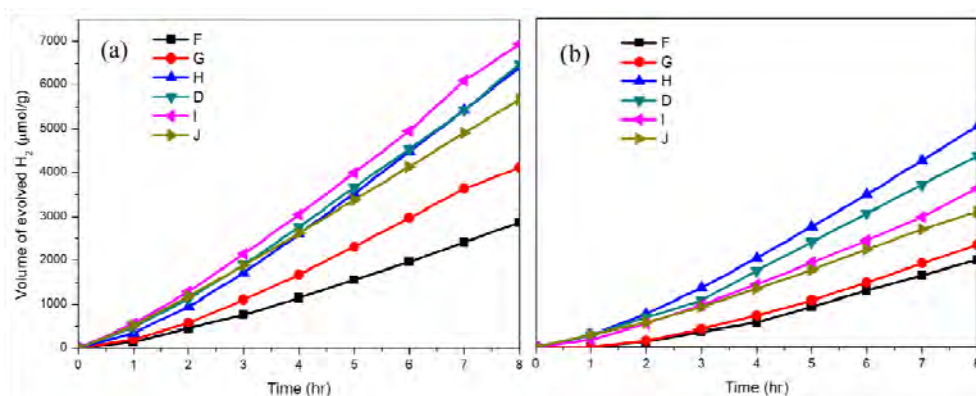 (a)
F
G
H
D
I
J
Volume of evolved H₂ (μmol/g)
7000
6000
5000
4000
3000
2000
1000
0
0 1 2 3 4 5 6 7 8
Time (hr)
(b)
F
G
H
D
I
J
0 1 2 3 4 5 6 7 8
Time (hr)